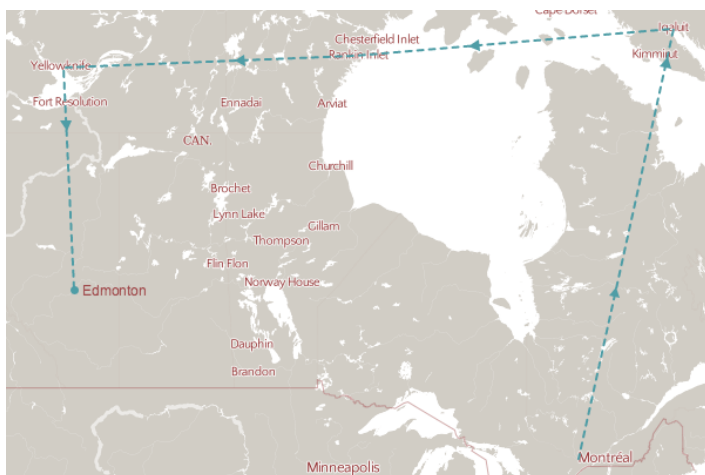 Cape Dorset
Iqaluit
Chesterfield Inlet
Kimmirut
Rankin Inlet
Yellowknife
Fort Resolution
Ennadai
Arviat
CAN.
Churchill
Brochet
Lynn Lake
Gillam
Thompson
Flin Flon
Norway House
Edmonton
Dauphin
Brandon
Montréal
Minneapolis